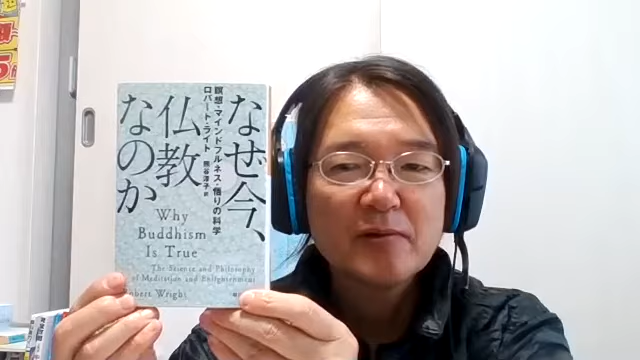 なぜ今、
仏教
なのか
瞑想・マインドフルネス・悟りの科学
ロバート・ライト
熊谷淳子 訳
Why
Buddhism
Is True
The Science and Philosophy
of Meditation and Enlightenment
Robert Wright